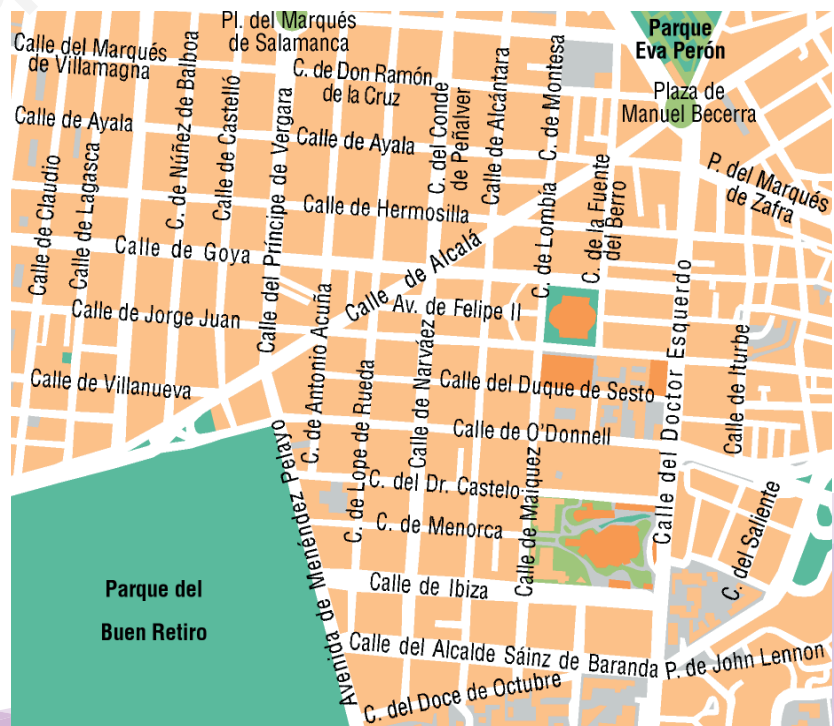 Pl. del Marqués
de Salamanca
Parque
Eva Perón
Calle del Marqués
de Villamagna
C. de Núñez de Balboa
C. de Don Ramón
de la Cruz
Plaza de
Manuel Becerra
Calle de Ayala
Calle de Castelló
Calle de Ayala
C. del Conde
de Peñalver
Calle de Alcántara
C. de Montesa
P. del Marqués
de Zafra
Calle de Claudio
Calle de Lagasca
Calle del Príncipe de Vergara
Calle de Hermosilla
C. de Lombía
C. de la Fuente
del Berro
Calle de Goya
Calle de Alcalá
Calle de Jorge Juan
C. de Antonio Acuña
Av. de Felipe II
Calle del Doctor Esquerdo
Calle de Iturbe
Calle de Villanueva
C. de Lope de Rueda
Calle de Narváez
Calle del Duque de Sesto
Calle de O'Donnell
Avenida de Menéndez Pelayo
C. del Dr. Castelo
Calle de Maiquez
C. de Menorca
C. del Saliente
Parque del
Buen Retiro
Calle de Ibiza
Calle del Alcalde Sáinz de Baranda
P. de John Lennon
C. del Doce de Octubre